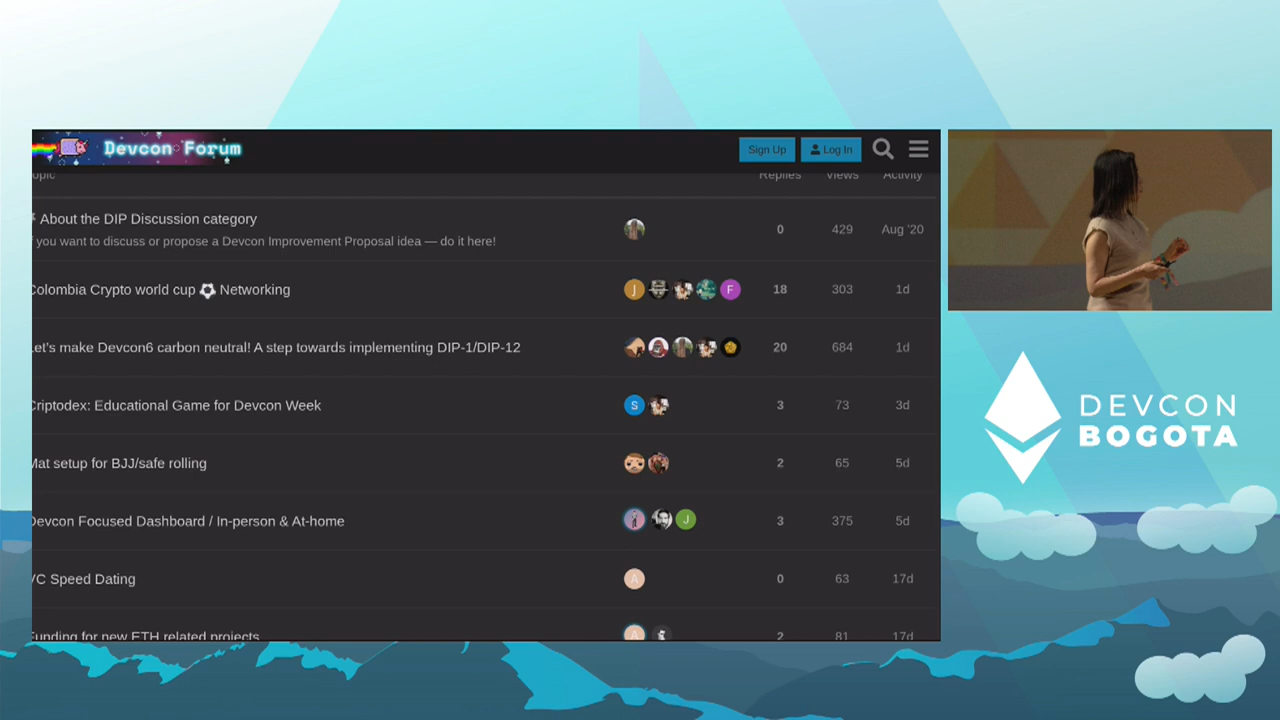 Devcon Forum
Sign Up
Log In
opic
Replies
Views
Activity
About the DIP Discussion category
f you want to discuss or propose a Devcon Improvement Proposal idea — do it here!
0
429
Aug '20
Colombia Crypto world cup ⚽ Networking
J
F
18
303
1d
Let's make Devcon6 carbon neutral! A step towards implementing DIP-1/DIP-12
20
684
1d
Criptodex: Educational Game for Devcon Week
S
3
73
3d
Mat setup for BJJ/safe rolling
2
65
5d
Devcon Focused Dashboard / In-person & At-home
J
3
375
5d
VC Speed Dating
A
0
63
17d
Funding for new ETH related projects
A
2
81
17d
DEVCON
BOGOTA